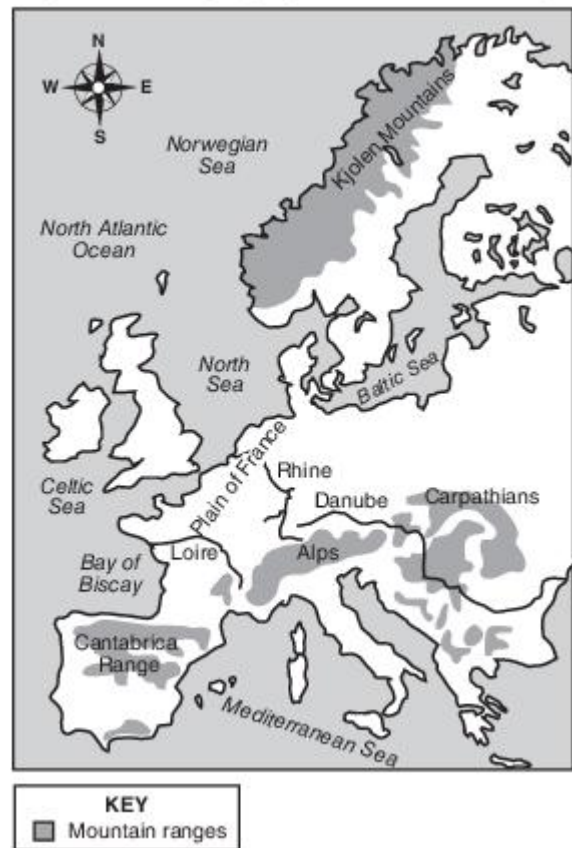 N
W
E
S
Norwegian
Sea
Kjolen Mountains
North Atlantic
Ocean
North
Sea
Baltic Sea
Celtic
Sea
Plain of France
Rhine
Danube
Carpathians
Loire
Alps
Bay of
Biscay
Cantabrica
Range
Mediterranean Sea
KEY
Mountain ranges